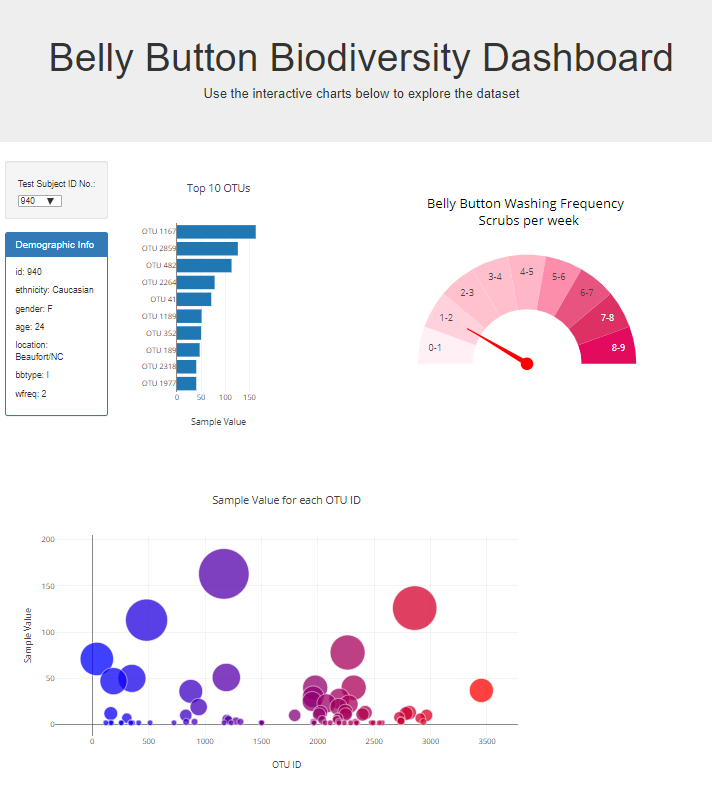 Belly Button Biodiversity Dashboard
Use the interactive charts below to explore the dataset
Test Subject ID No.:
940
Demographic Info
id: 940
ethnicity: Caucasian
gender: F
age: 24
location:
Beaufort/NC
bbtype: I
wfreq: 2
Top 10 OTUs
OTU 1167
OTU 2859
OTU 482
OTU 2264
OTU 41
OTU 1189
OTU 352
OTU 189
OTU 2318
OTU 1977
0 50 100 150
Sample Value
Belly Button Washing Frequency
Scrubs per week
0-1
1-2
2-3
3-4
4-5
5-6
6-7
7-8
8-9
Sample Value for each OTU ID
Sample Value
200
150
100
50
0
0 500 1000 1500 2000 2500 3000 3500
OTU ID